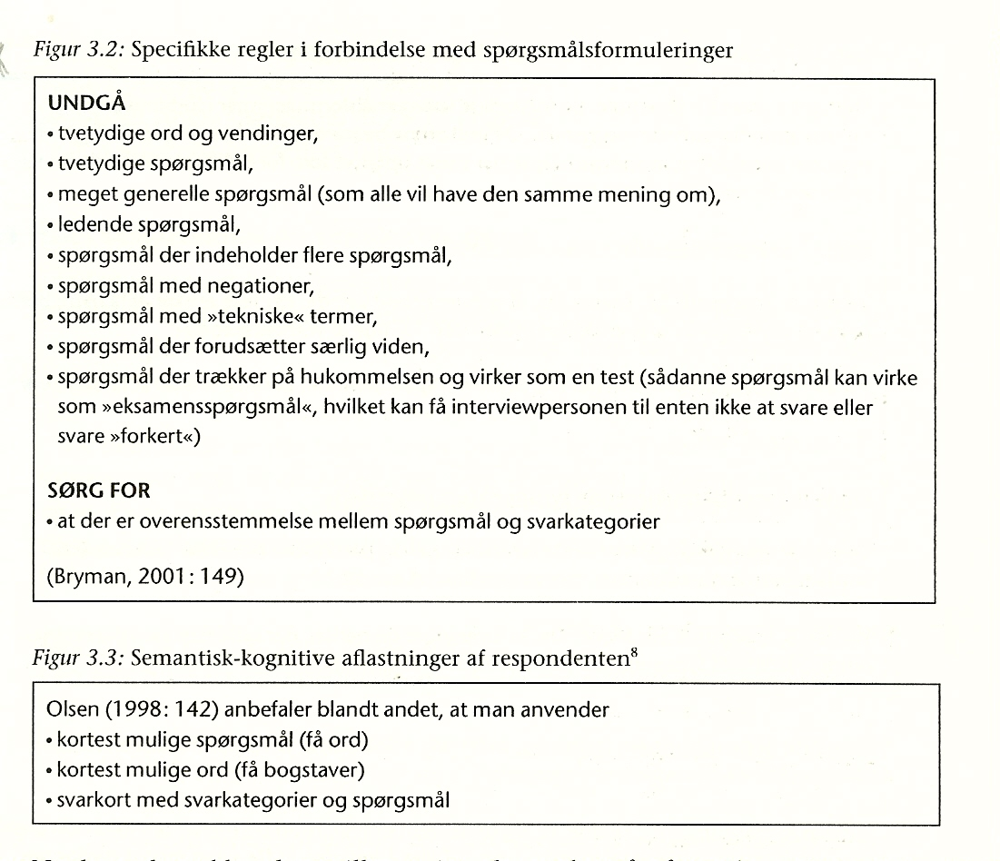 Figur 3.2: Specifikke regler i forbindelse med spørgsmålsformuleringer
UNDGÅ
• tvetydige ord og vendinger,
• tvetydige spørgsmål,
• meget generelle spørgsmål (som alle vil have den samme mening om),
• ledende spørgsmål,
• spørgsmål der indeholder flere spørgsmål,
• spørgsmål med negationer,
• spørgsmål med »tekniske« termer,
• spørgsmål der forudsætter særlig viden,
• spørgsmål der trækker på hukommelsen og virker som en test (sådanne spørgsmål kan virke
som »eksamensspørgsmål«, hvilket kan få interviewpersonen til enten ikke at svare eller
svare »forkert«)
SØRG FOR
• at der er overensstemmelse mellem spørgsmål og svarkategorier
(Bryman, 2001: 149)
Figur 3.3: Semantisk-kognitive aflastninger af respondenten⁸
Olsen (1998: 142) anbefaler blandt andet, at man anvender
• kortest mulige spørgsmål (få ord)
• kortest mulige ord (få bogstaver)
• svarkort med svarkategorier og spørgsmål